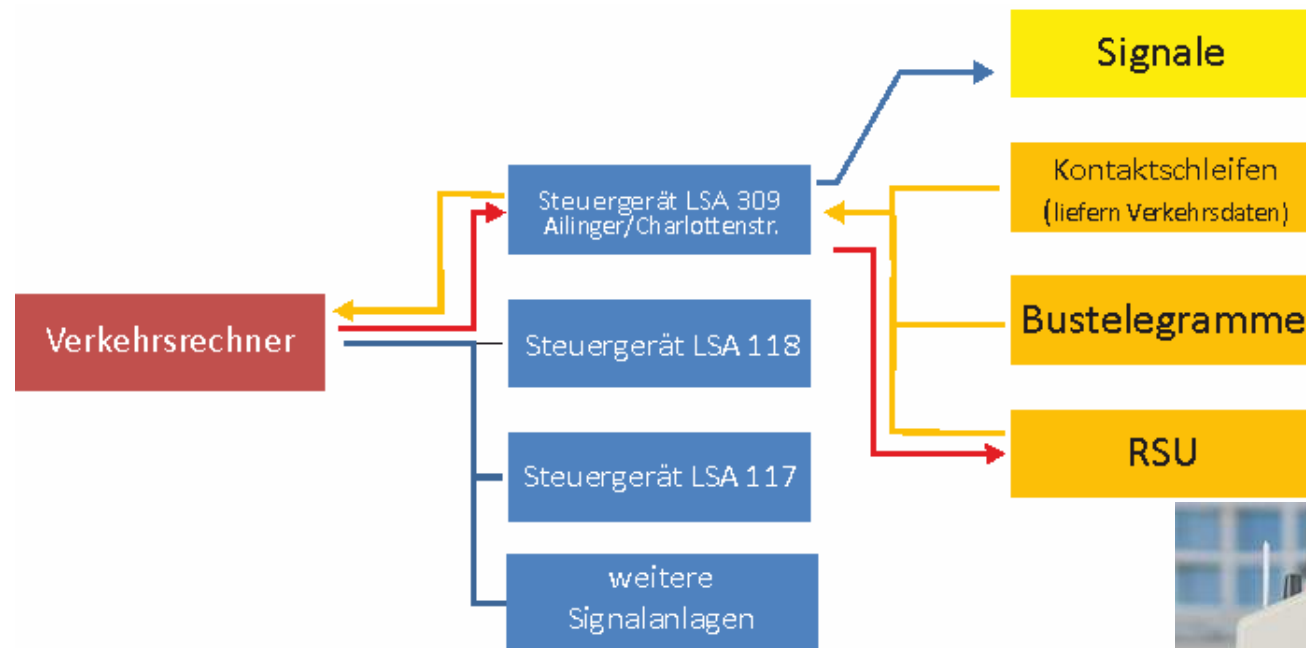 Signale
Kontaktschleifen
(liefern Verkehrsdaten)
Steuergerät LSA 309
Ailinger/Charlottenstr.
Bustelegramme
Verkehrsrechner
Steuergerät LSA 118
RSU
Steuergerät LSA 117
weitere
Signalanlagen